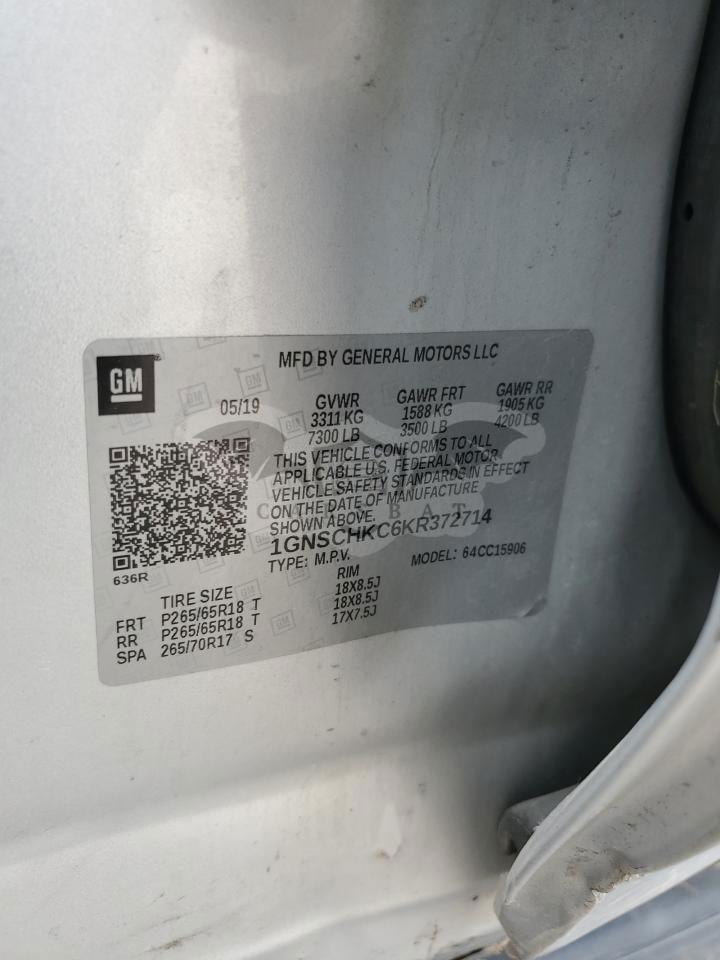 GM
MFD BY GENERAL MOTORS LLC
05/19
GVWR GAWR FRT GAWR RR
3311 KG 1588 KG 1905 KG
7300 LB 3500 LB 4200 LB
THIS VEHICLE CONFORMS TO ALL
APPLICABLE U.S. FEDERAL MOTOR
VEHICLE SAFETY STANDARDS IN EFFECT
ON THE DATE OF MANUFACTURE
SHOWN ABOVE.
1GNSCHKC6KR372714
TYPE: M.P.V. MODEL: 64CC15906
636R
TIRE SIZE RIM
FRT P265/65R18 T 18X8.5J
RR P265/65R18 T 18X8.5J
SPA 265/70R17 S 17X7.5J